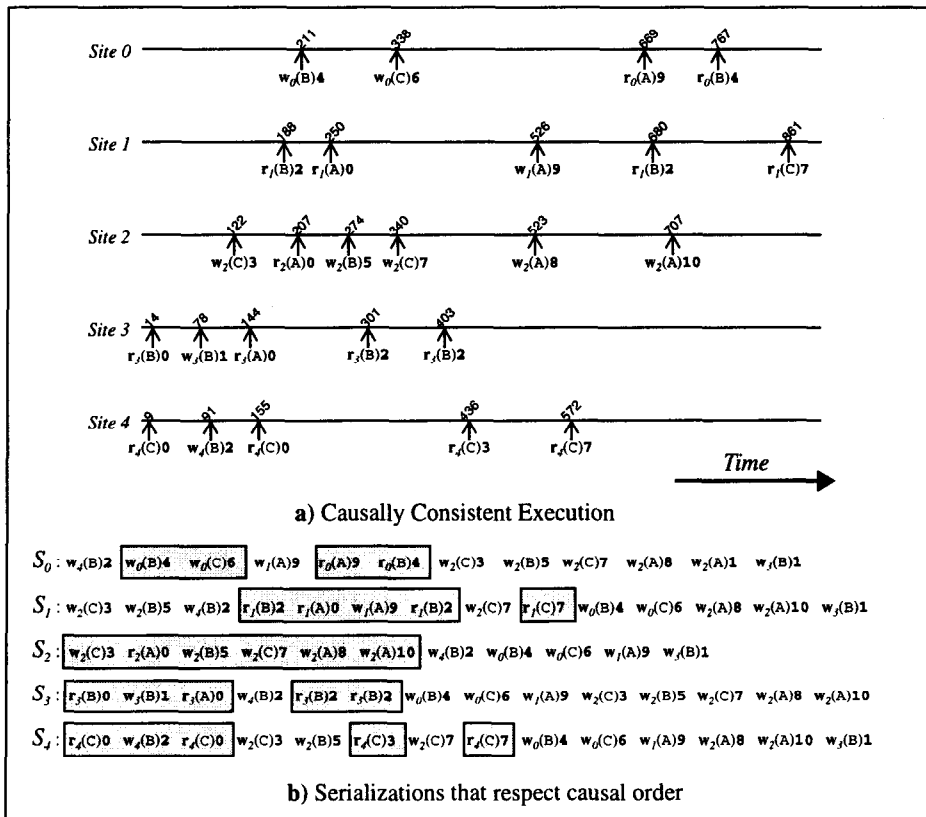 211 338 669 767
Site 0
w0(B)4 w0(C)6 r0(A)9 r0(B)4
188 250 526 680 861
Site 1
r1(B)2 r1(A)0 w1(A)9 r1(B)2 r1(C)7
122 207 274 340 523 707
Site 2
w2(C)3 r2(A)0 w2(B)5 w2(C)7 w2(A)8 w2(A)10
14 78 144 301 403
Site 3
r3(B)0 w3(B)1 r3(A)0 r3(B)2 r3(B)2
9 91 155 436 572
Site 4
r4(C)0 w4(B)2 r4(C)0 r4(C)3 r4(C)7
Time
a) Causally Consistent Execution
S0 : w4(B)2 w0(B)4 w0(C)6 w1(A)9 r0(A)9 r0(B)4 w2(C)3 w2(B)5 w2(C)7 w2(A)8 w2(A)1 w3(B)1
S1 : w2(C)3 w2(B)5 w4(B)2 r1(B)2 r1(A)0 w1(A)9 r1(B)2 w2(C)7 r1(C)7 w0(B)4 w0(C)6 w2(A)8 w2(A)10 w3(B)1
S2 : w2(C)3 r2(A)0 w2(B)5 w2(C)7 w2(A)8 w2(A)10 w4(B)2 w0(B)4 w0(C)6 w1(A)9 w3(B)1
S3 : r3(B)0 w3(B)1 r3(A)0 w4(B)2 r3(B)2 r3(B)2 w0(B)4 w0(C)6 w1(A)9 w2(C)3 w2(B)5 w2(C)7 w2(A)8 w2(A)10
S4 : r4(C)0 w4(B)2 r4(C)0 w2(C)3 w2(B)5 r4(C)3 w2(C)7 r4(C)7 w0(B)4 w0(C)6 w1(A)9 w2(A)8 w2(A)10 w3(B)1
b) Serializations that respect causal order